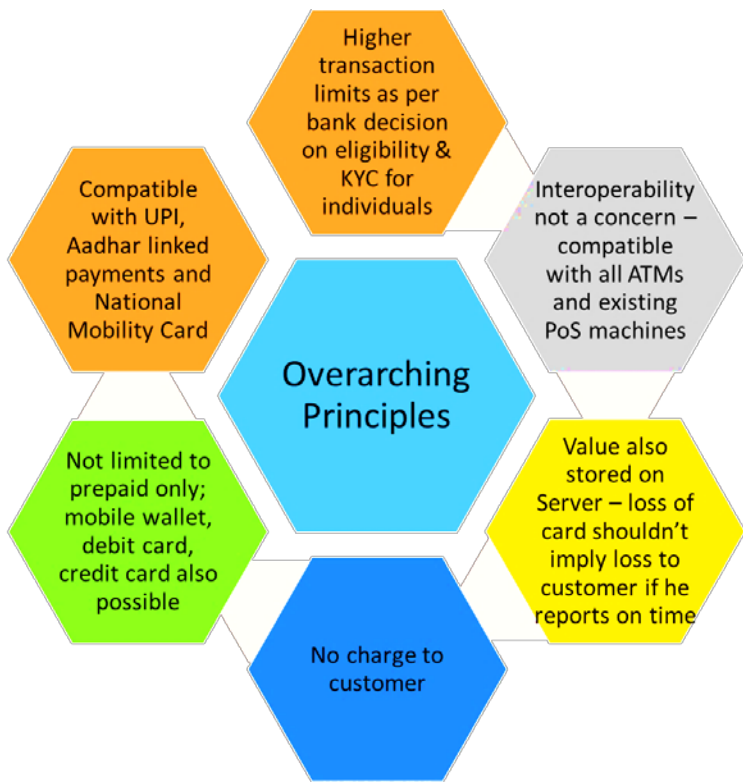 Higher
transaction
limits as per
bank decision
on eligibility &
KYC for
individuals
Compatible
with UPI,
Aadhar linked
payments and
National
Mobility Card
Interoperability
not a concern –
compatible
with all ATMs
and existing
PoS machines
Overarching
Principles
Not limited to
prepaid only;
mobile wallet,
debit card,
credit card also
possible
Value also
stored on
Server – loss of
card shouldn't
imply loss to
customer if he
reports on time
No charge to
customer